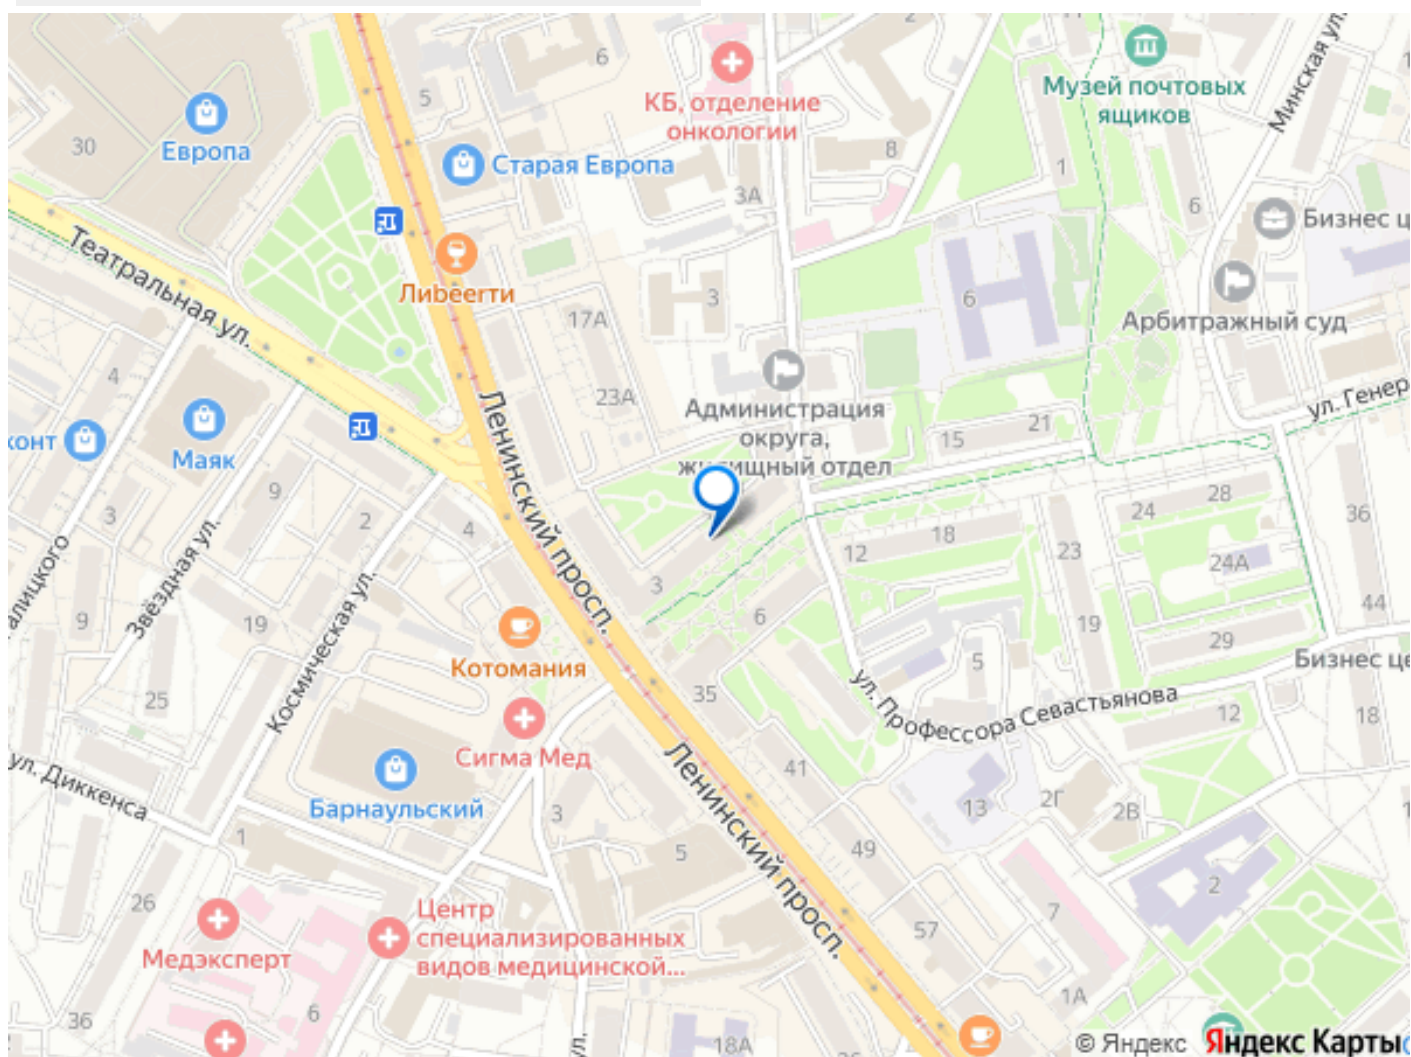 30
Европа
5
6
Старая Европа
КБ, отделение
онкологии
2
Музей почтовых
ящиков
Минская ул.
8
3А
1
6
Бизнес ц
Театральная ул.
Либеегти
3
6
17А
Арбитражный суд
4
23А
Администрация
округа,
жилищный отдел
15
21
ул. Генер
конт
Маяк
9
3
2
4
Ленинский просп.
24
28
36
12
18
23
24А
3
6
44
алицкого
Звёздная ул.
9
19
Космическая ул.
Котомания
19
29
5
Бизнес це
25
35
ул. Профессора Севастьянова
12
18
Сигма Мед
ул. Диккенса
Барнаульский
Ленинский просп.
41
13
2Г
2В
1
3
5
49
2
26
Центр
специализированных
видов медицинской...
Медэксперт
57
7
36
6
ул.
18А
1А
© Яндекс
Яндекс Карты